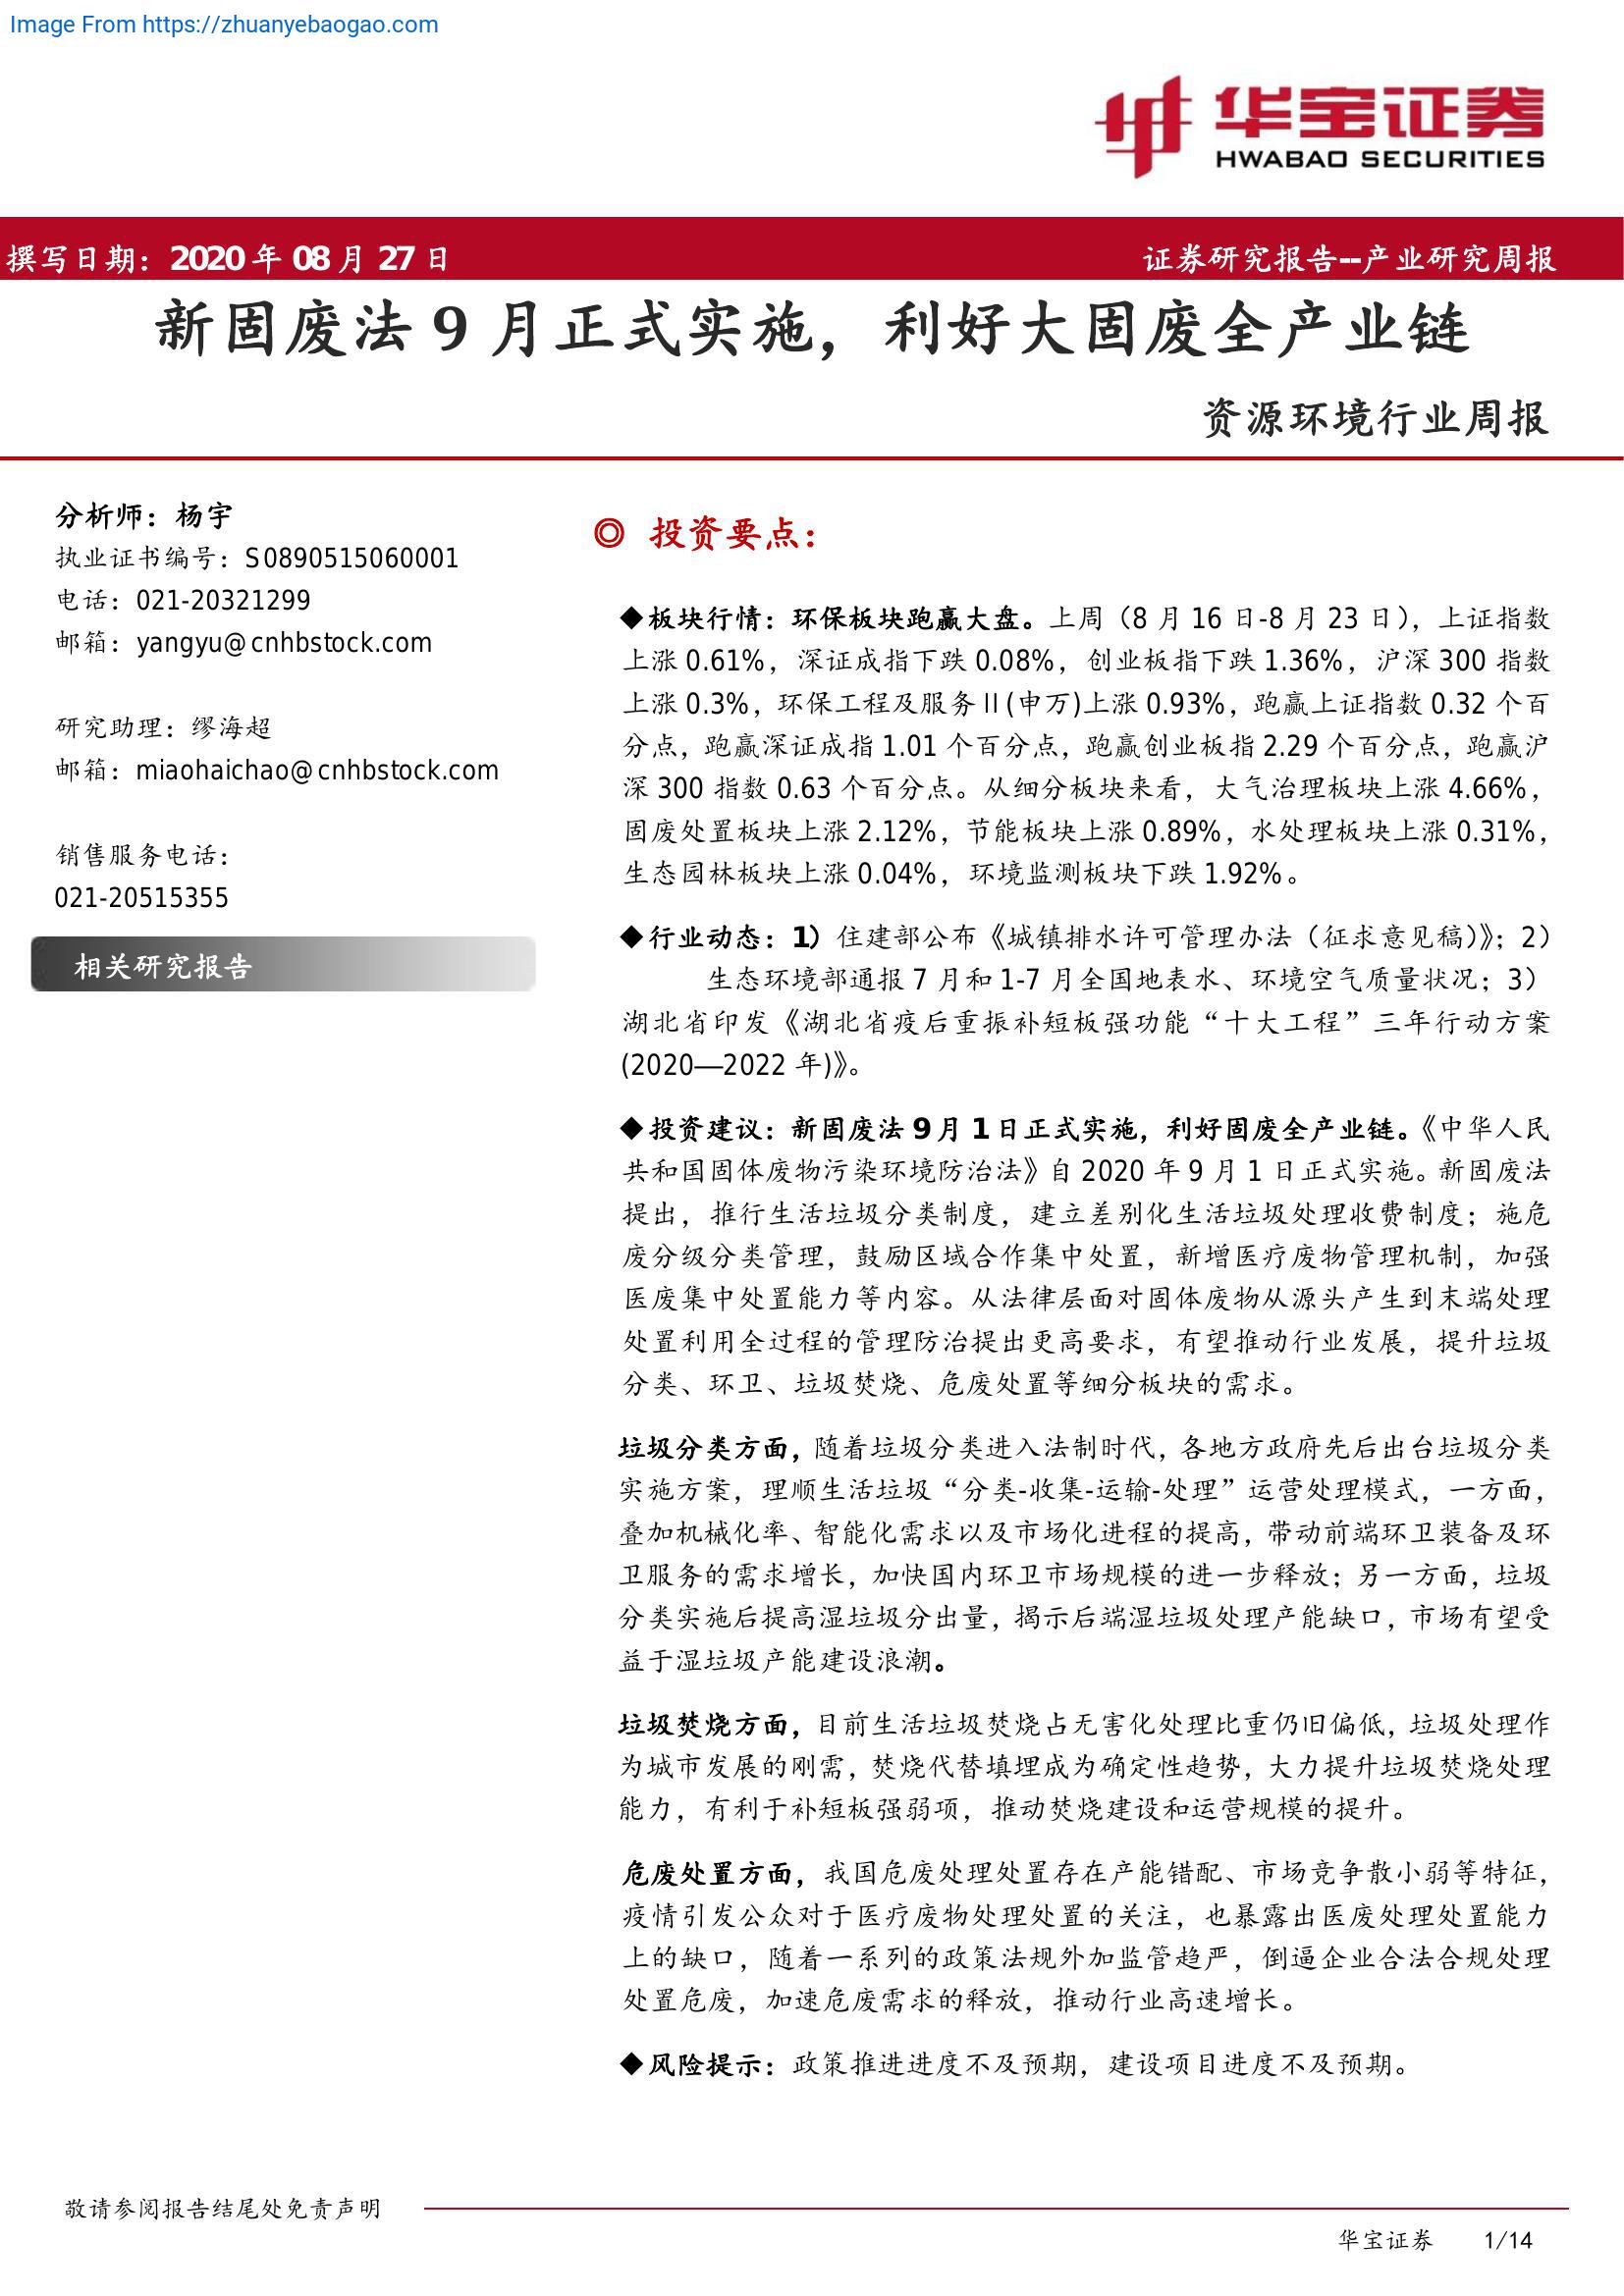 Image From https://zhuanyebaogao.com
华宝证券
HWABAO SECURITIES
撰写日期：2020 年 08 月 27 日
证券研究报告--产业研究周报
新固废法 9 月正式实施，利好大固废全产业链
资源环境行业周报
分析师：杨宇
执业证书编号：S0890515060001
电话：021-20321299
邮箱：yangyu@cnhbstock.com
研究助理：缪海超
邮箱：miaohaichao@cnhbstock.com
销售服务电话：
021-20515355
相关研究报告
◎ 投资要点：
◆板块行情：环保板块跑赢大盘。上周（8 月 16 日-8 月 23 日），上证指数
上涨 0.61%，深证成指下跌 0.08%，创业板指下跌 1.36%，沪深 300 指数
上涨 0.3%，环保工程及服务Ⅱ(申万)上涨 0.93%，跑赢上证指数 0.32 个百
分点，跑赢深证成指 1.01 个百分点，跑赢创业板指 2.29 个百分点，跑赢沪
深 300 指数 0.63 个百分点。从细分板块来看，大气治理板块上涨 4.66%，
固废处置板块上涨 2.12%，节能板块上涨 0.89%，水处理板块上涨 0.31%，
生态园林板块上涨 0.04%，环境监测板块下跌 1.92%。
◆行业动态：1）住建部公布《城镇排水许可管理办法（征求意见稿）》；2）
生态环境部通报 7 月和 1-7 月全国地表水、环境空气质量状况；3）
湖北省印发《湖北省疫后重振补短板强功能“十大工程”三年行动方案
(2020—2022 年)》。
◆投资建议：新固废法 9 月 1 日正式实施，利好固废全产业链。《中华人民
共和国固体废物污染环境防治法》自 2020 年 9 月 1 日正式实施。新固废法
提出，推行生活垃圾分类制度，建立差别化生活垃圾处理收费制度；施危
废分级分类管理，鼓励区域合作集中处置，新增医疗废物管理机制，加强
医废集中处置能力等内容。从法律层面对固体废物从源头产生到末端处理
处置利用全过程的管理防治提出更高要求，有望推动行业发展，提升垃圾
分类、环卫、垃圾焚烧、危废处置等细分板块的需求。
垃圾分类方面，随着垃圾分类进入法制时代，各地方政府先后出台垃圾分类
实施方案，理顺生活垃圾“分类-收集-运输-处理”运营处理模式，一方面，
叠加机械化率、智能化需求以及市场化进程的提高，带动前端环卫装备及环
卫服务的需求增长，加快国内环卫市场规模的进一步释放；另一方面，垃圾
分类实施后提高湿垃圾分出量，揭示后端湿垃圾处理产能缺口，市场有望受
益于湿垃圾产能建设浪潮。
垃圾焚烧方面，目前生活垃圾焚烧占无害化处理比重仍旧偏低，垃圾处理作
为城市发展的刚需，焚烧代替填埋成为确定性趋势，大力提升垃圾焚烧处理
能力，有利于补短板强弱项，推动焚烧建设和运营规模的提升。
危废处置方面，我国危废处理处置存在产能错配、市场竞争散小弱等特征，
疫情引发公众对于医疗废物处理处置的关注，也暴露出医废处理处置能力
上的缺口，随着一系列的政策法规外加监管趋严，倒逼企业合法合规处理
处置危废，加速危废需求的释放，推动行业高速增长。
◆风险提示：政策推进进度不及预期，建设项目进度不及预期。
敬请参阅报告结尾处免责声明
华宝证券 1/14